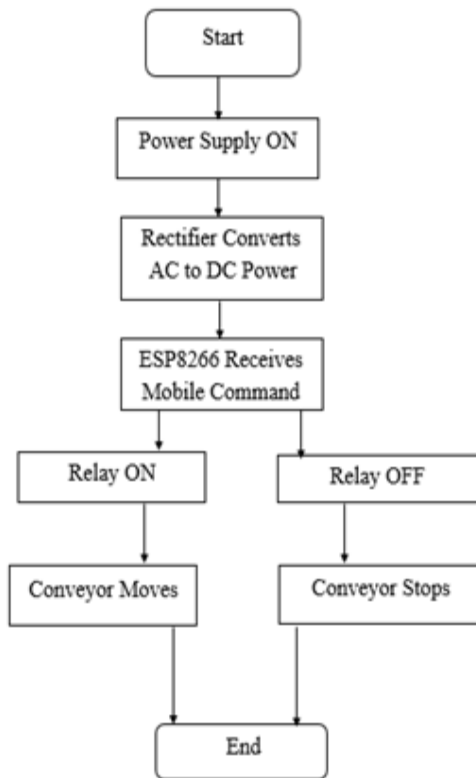 Start
Power Supply ON
Rectifier Converts
AC to DC Power
ESP8266 Receives
Mobile Command
Relay ON
Relay OFF
Conveyor Moves
Conveyor Stops
End